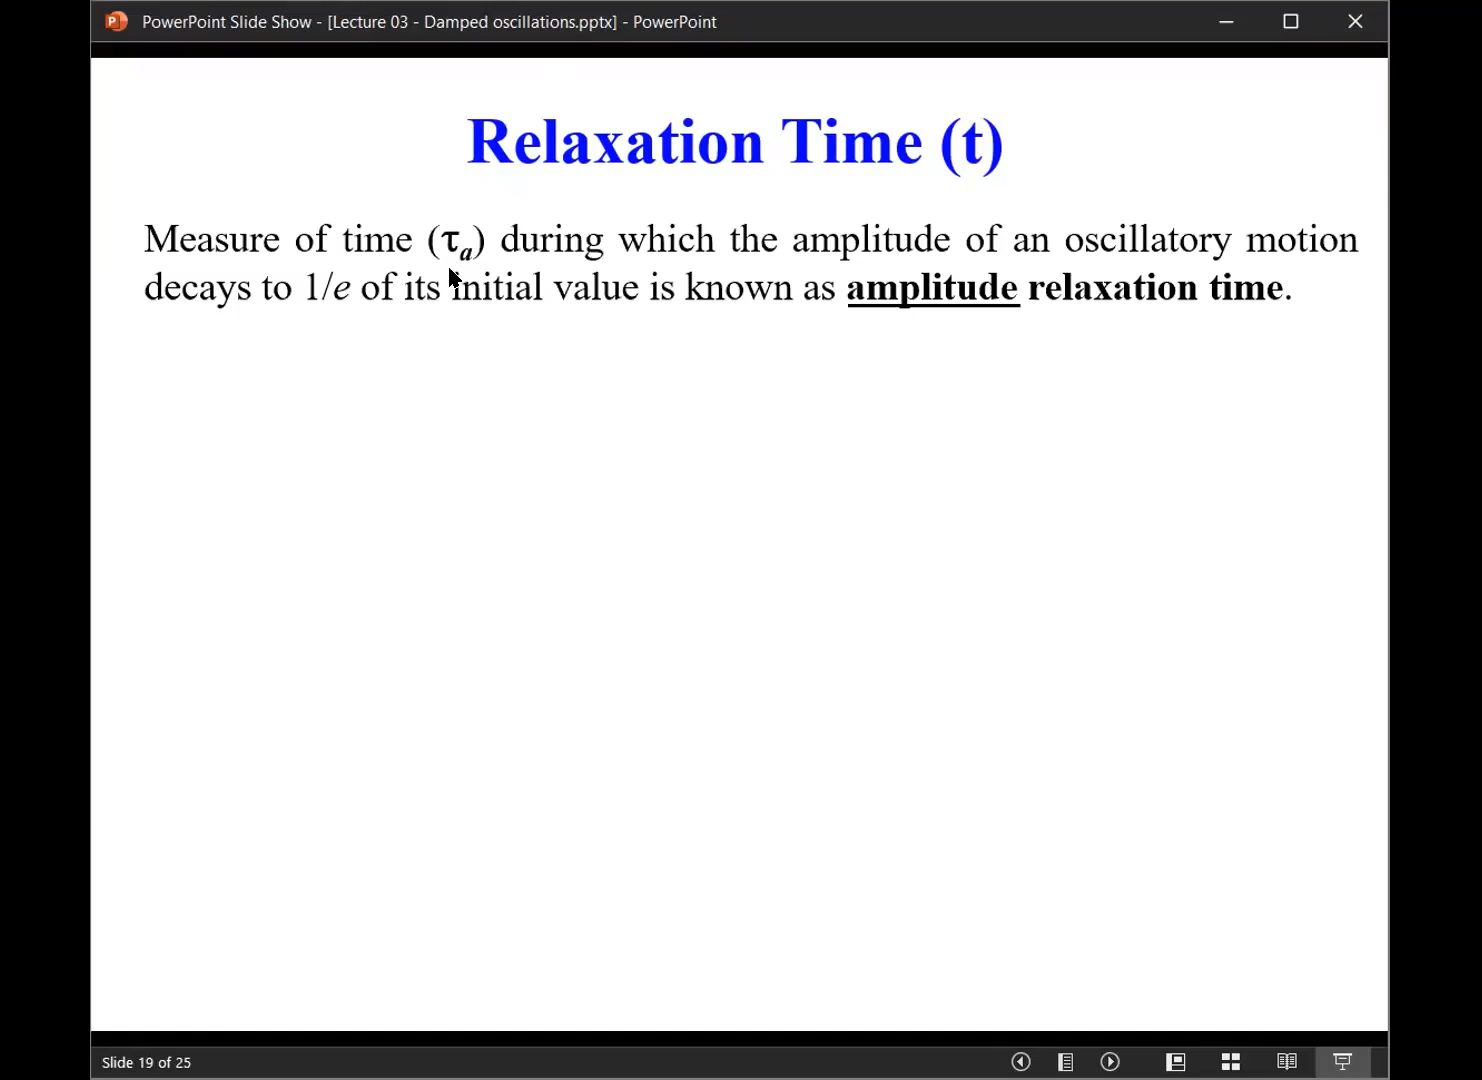 PowerPoint Slide Show - [Lecture 03 - Damped oscillations.pptx] - PowerPoint
Relaxation Time (t)
Measure of time (τa) during which the amplitude of an oscillatory motion
decays to 1/e of its initial value is known as amplitude relaxation time.
Slide 19 of 25